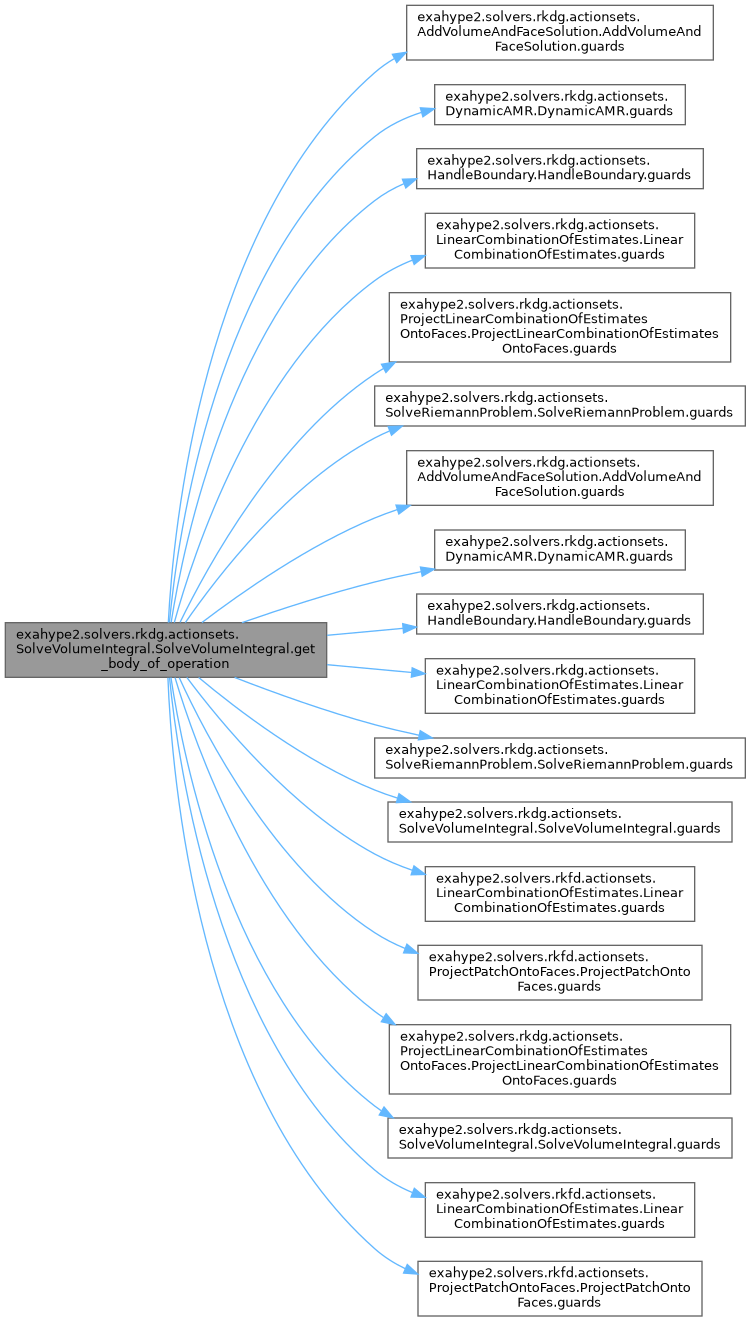 exahype2.solvers.rkdg.actionsets.
AddVolumeAndFaceSolution.AddVolumeAnd
FaceSolution.guards
exahype2.solvers.rkdg.actionsets.
DynamicAMR.DynamicAMR.guards
exahype2.solvers.rkdg.actionsets.
HandleBoundary.HandleBoundary.guards
exahype2.solvers.rkdg.actionsets.
LinearCombinationOfEstimates.Linear
CombinationOfEstimates.guards
exahype2.solvers.rkdg.actionsets.
ProjectLinearCombinationOfEstimates
OntoFaces.ProjectLinearCombinationOfEstimates
OntoFaces.guards
exahype2.solvers.rkdg.actionsets.
SolveRiemannProblem.SolveRiemannProblem.guards
exahype2.solvers.rkdg.actionsets.
AddVolumeAndFaceSolution.AddVolumeAnd
FaceSolution.guards
exahype2.solvers.rkdg.actionsets.
DynamicAMR.DynamicAMR.guards
exahype2.solvers.rkdg.actionsets.
HandleBoundary.HandleBoundary.guards
exahype2.solvers.rkdg.actionsets.
SolveVolumeIntegral.SolveVolumeIntegral.get
_body_of_operation
exahype2.solvers.rkdg.actionsets.
LinearCombinationOfEstimates.Linear
CombinationOfEstimates.guards
exahype2.solvers.rkdg.actionsets.
SolveRiemannProblem.SolveRiemannProblem.guards
exahype2.solvers.rkdg.actionsets.
SolveVolumeIntegral.SolveVolumeIntegral.guards
exahype2.solvers.rkfd.actionsets.
LinearCombinationOfEstimates.Linear
CombinationOfEstimates.guards
exahype2.solvers.rkfd.actionsets.
ProjectPatchOntoFaces.ProjectPatchOnto
Faces.guards
exahype2.solvers.rkdg.actionsets.
ProjectLinearCombinationOfEstimates
OntoFaces.ProjectLinearCombinationOfEstimates
OntoFaces.guards
exahype2.solvers.rkdg.actionsets.
SolveVolumeIntegral.SolveVolumeIntegral.guards
exahype2.solvers.rkfd.actionsets.
LinearCombinationOfEstimates.Linear
CombinationOfEstimates.guards
exahype2.solvers.rkfd.actionsets.
ProjectPatchOntoFaces.ProjectPatchOnto
Faces.guards